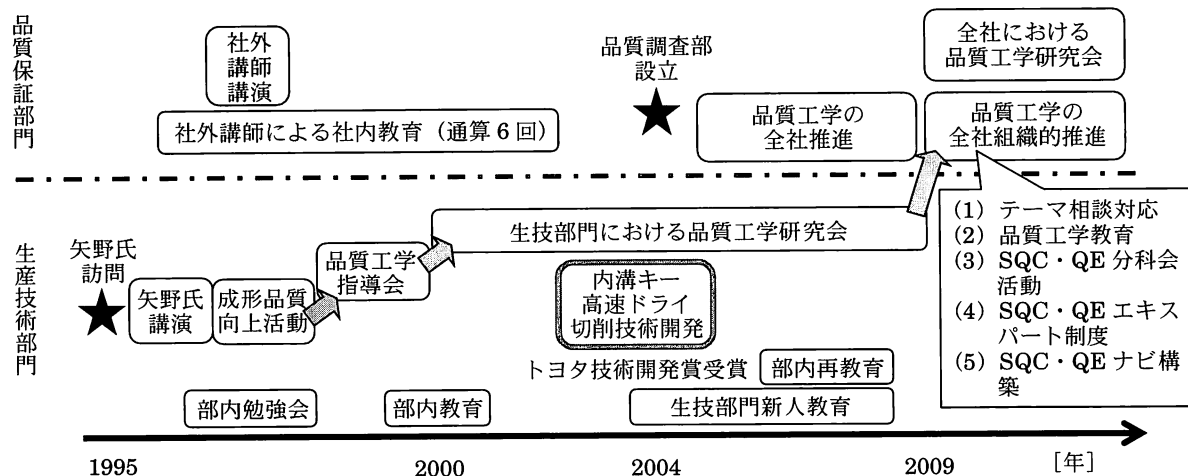 品質保証部門
社外
講師
講演
社外講師による社内教育（通算６回）
品質調査部
設立
品質工学の
全社推進
全社における
品質工学研究会
品質工学の
全社組織的推進
(1) テーマ相談対応
(2) 品質工学教育
(3) SQC・QE 分科会
活動
(4) SQC・QE エキス
パート制度
(5) SQC・QE ナビ構
築
生産技術部門
矢野氏
訪問
矢野氏
講演
成形品質
向上活動
品質工学
指導会
生技部門における品質工学研究会
内溝キー
高速ドライ
切削技術開発
トヨタ技術開発賞受賞
部内再教育
部内勉強会
部内教育
生技部門新人教育
1995
2000
2004
2009
［年］